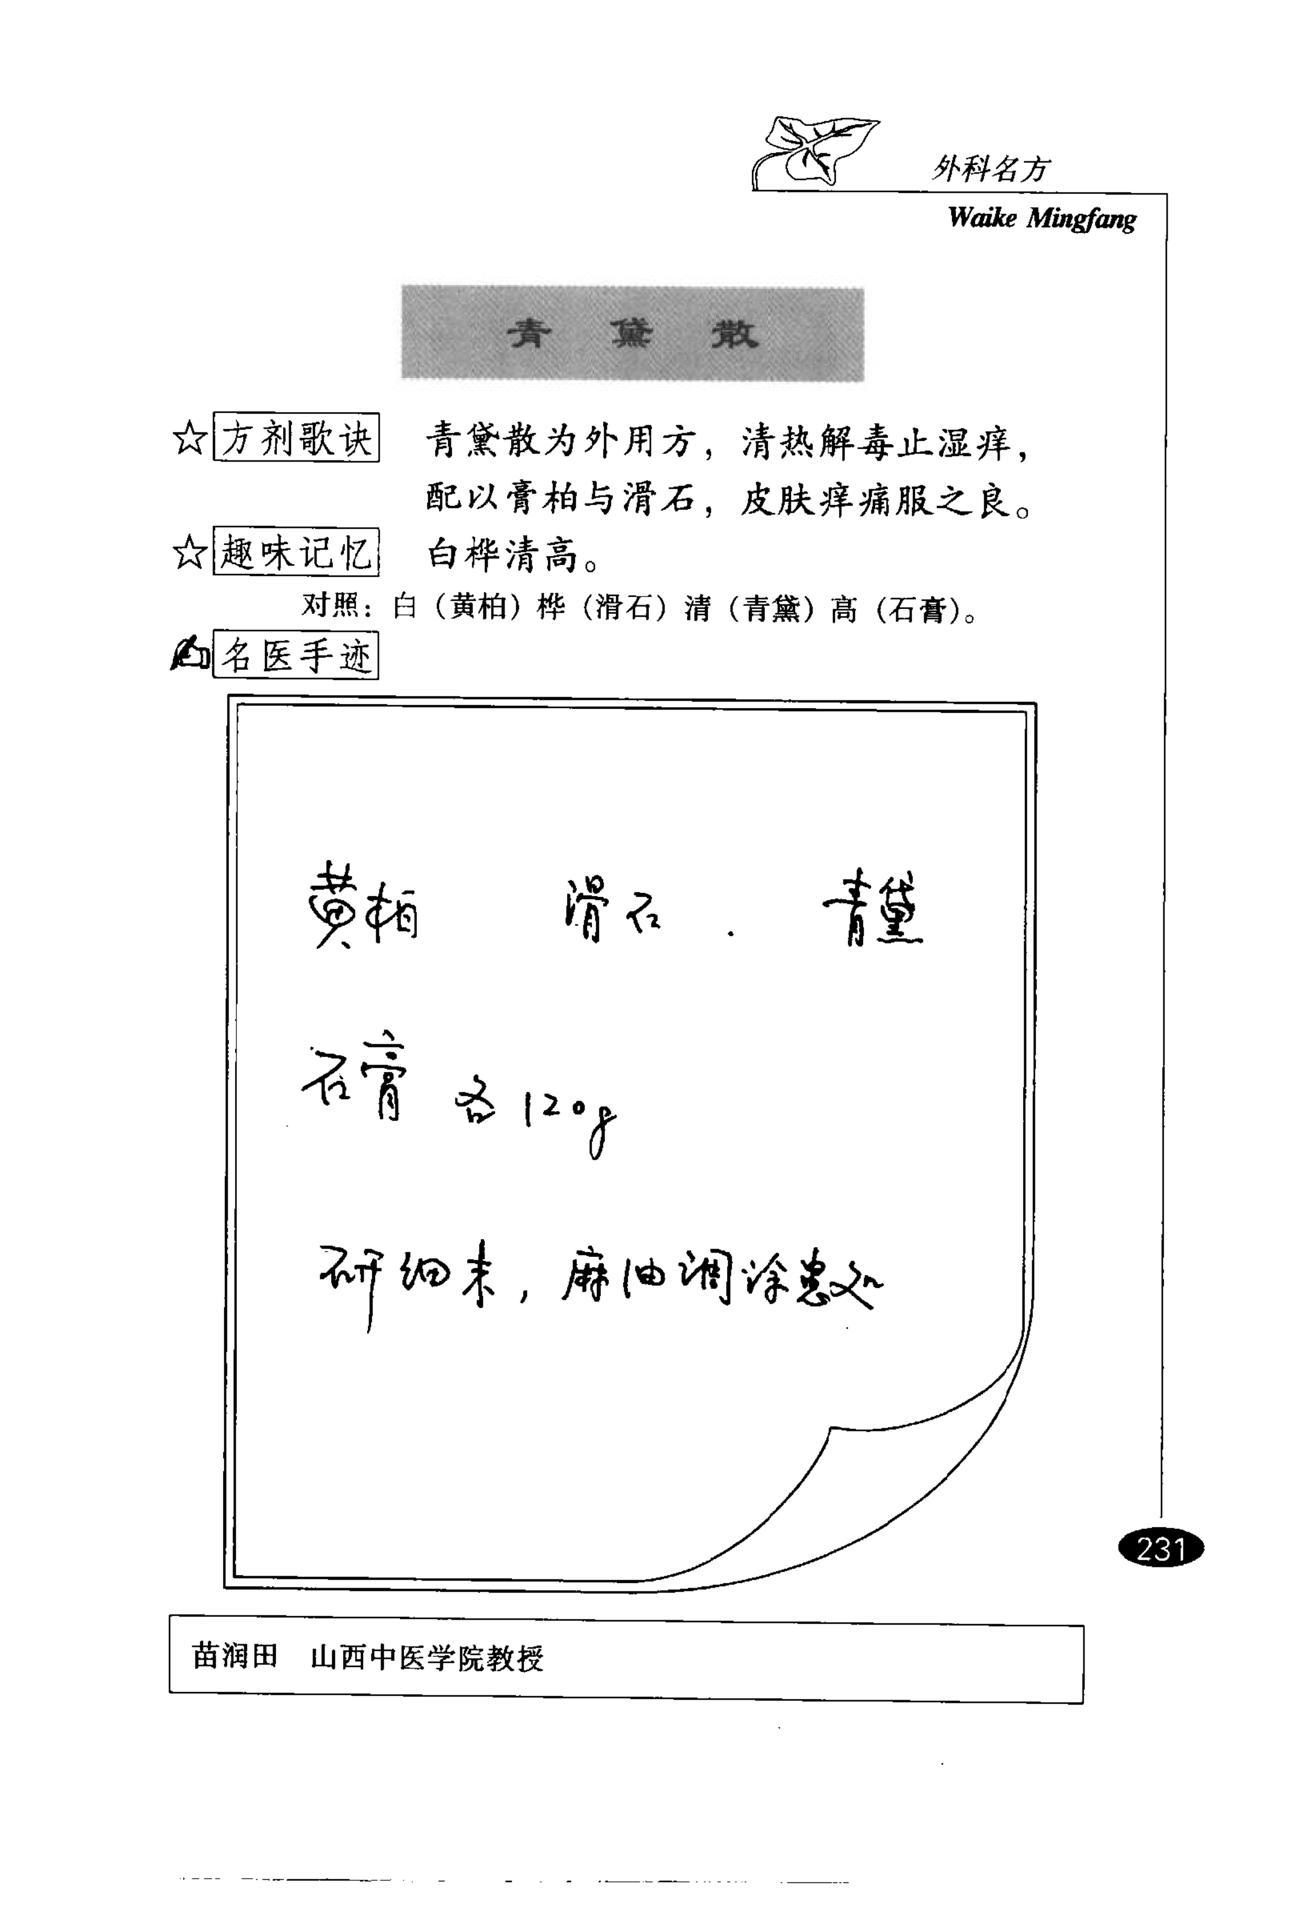 外科名方
Waike Mingfang
青黛散
☆方剂歌诀 青黛散为外用方，清热解毒止湿痒，
配以膏柏与滑石，皮肤痒痛服之良。
☆趣味记忆 白桦清高。
对照：白（黄柏）桦（滑石）清（青黛）高（石膏）。
名医手迹
黄柏 滑石 . 青黛
石膏 各120g
研细末，麻油调涂患处
231
苗润田 山西中医学院教授